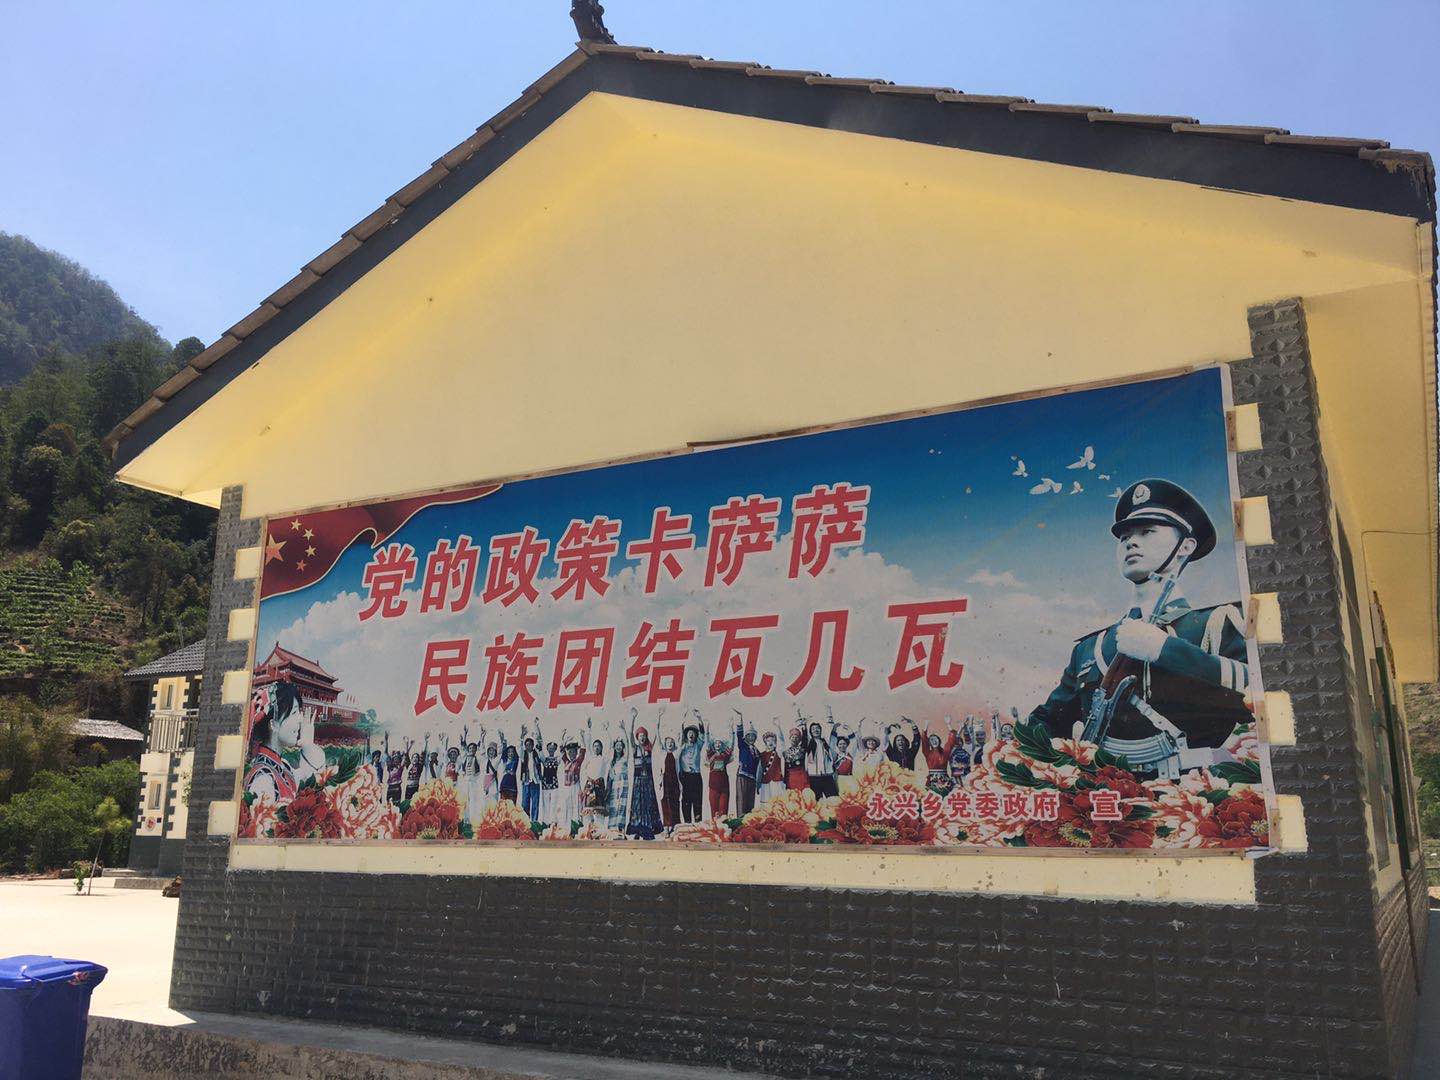 党的政策卡萨萨
民族团结瓦几瓦
永兴乡党委政府 宣